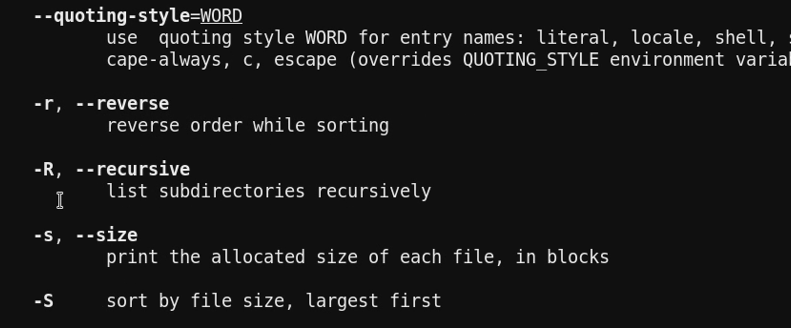 --quoting-style=WORD
use  quoting style WORD for entry names: literal, locale, shell,
cape-always, c, escape (overrides QUOTING_STYLE environment
-r, --reverse
reverse order while sorting
-R, --recursive
list subdirectories recursively
-s, --size
print the allocated size of each file, in blocks
-S     sort by file size, largest first